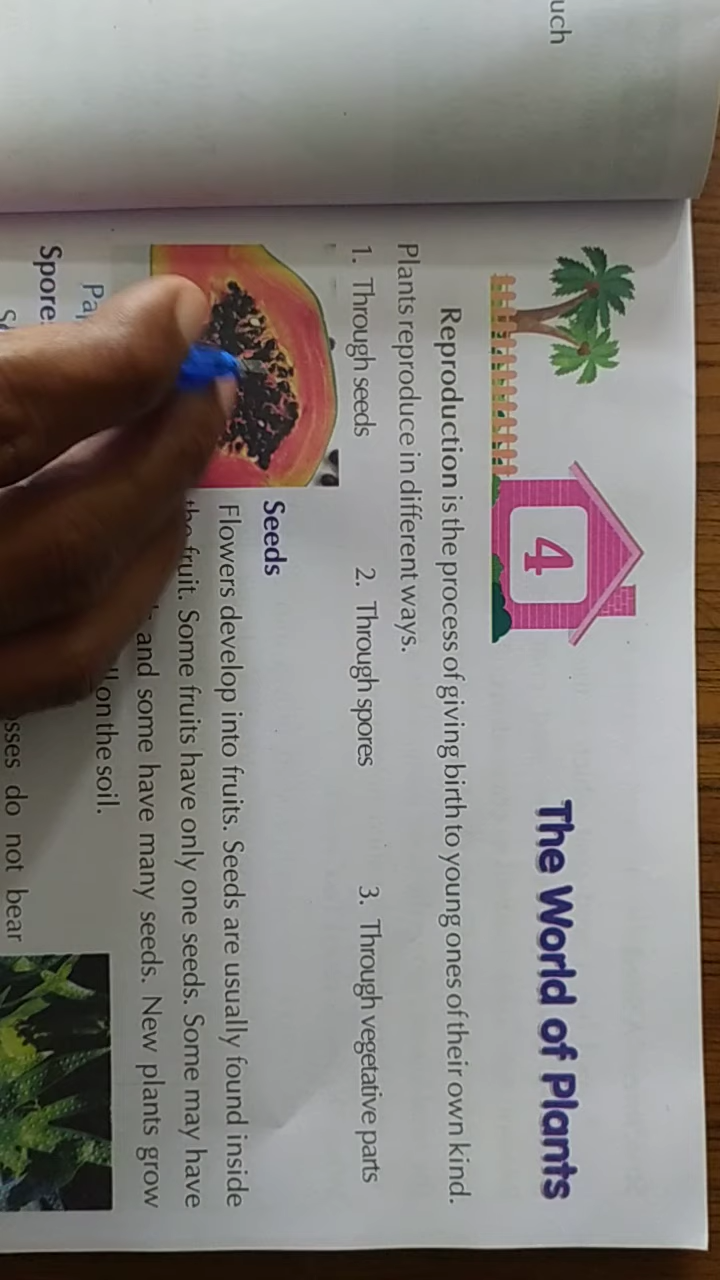 uch
4
The World of Plants
Reproduction is the process of giving birth to young ones of their own kind.
Plants reproduce in different ways.
1. Through seeds 2. Through spores 3. Through vegetative parts
Seeds
Flowers develop into fruits. Seeds are usually found inside
the fruit. Some fruits have only one seeds. Some may have
and some have many seeds. New plants grow
on the soil.
Spore
do not bear